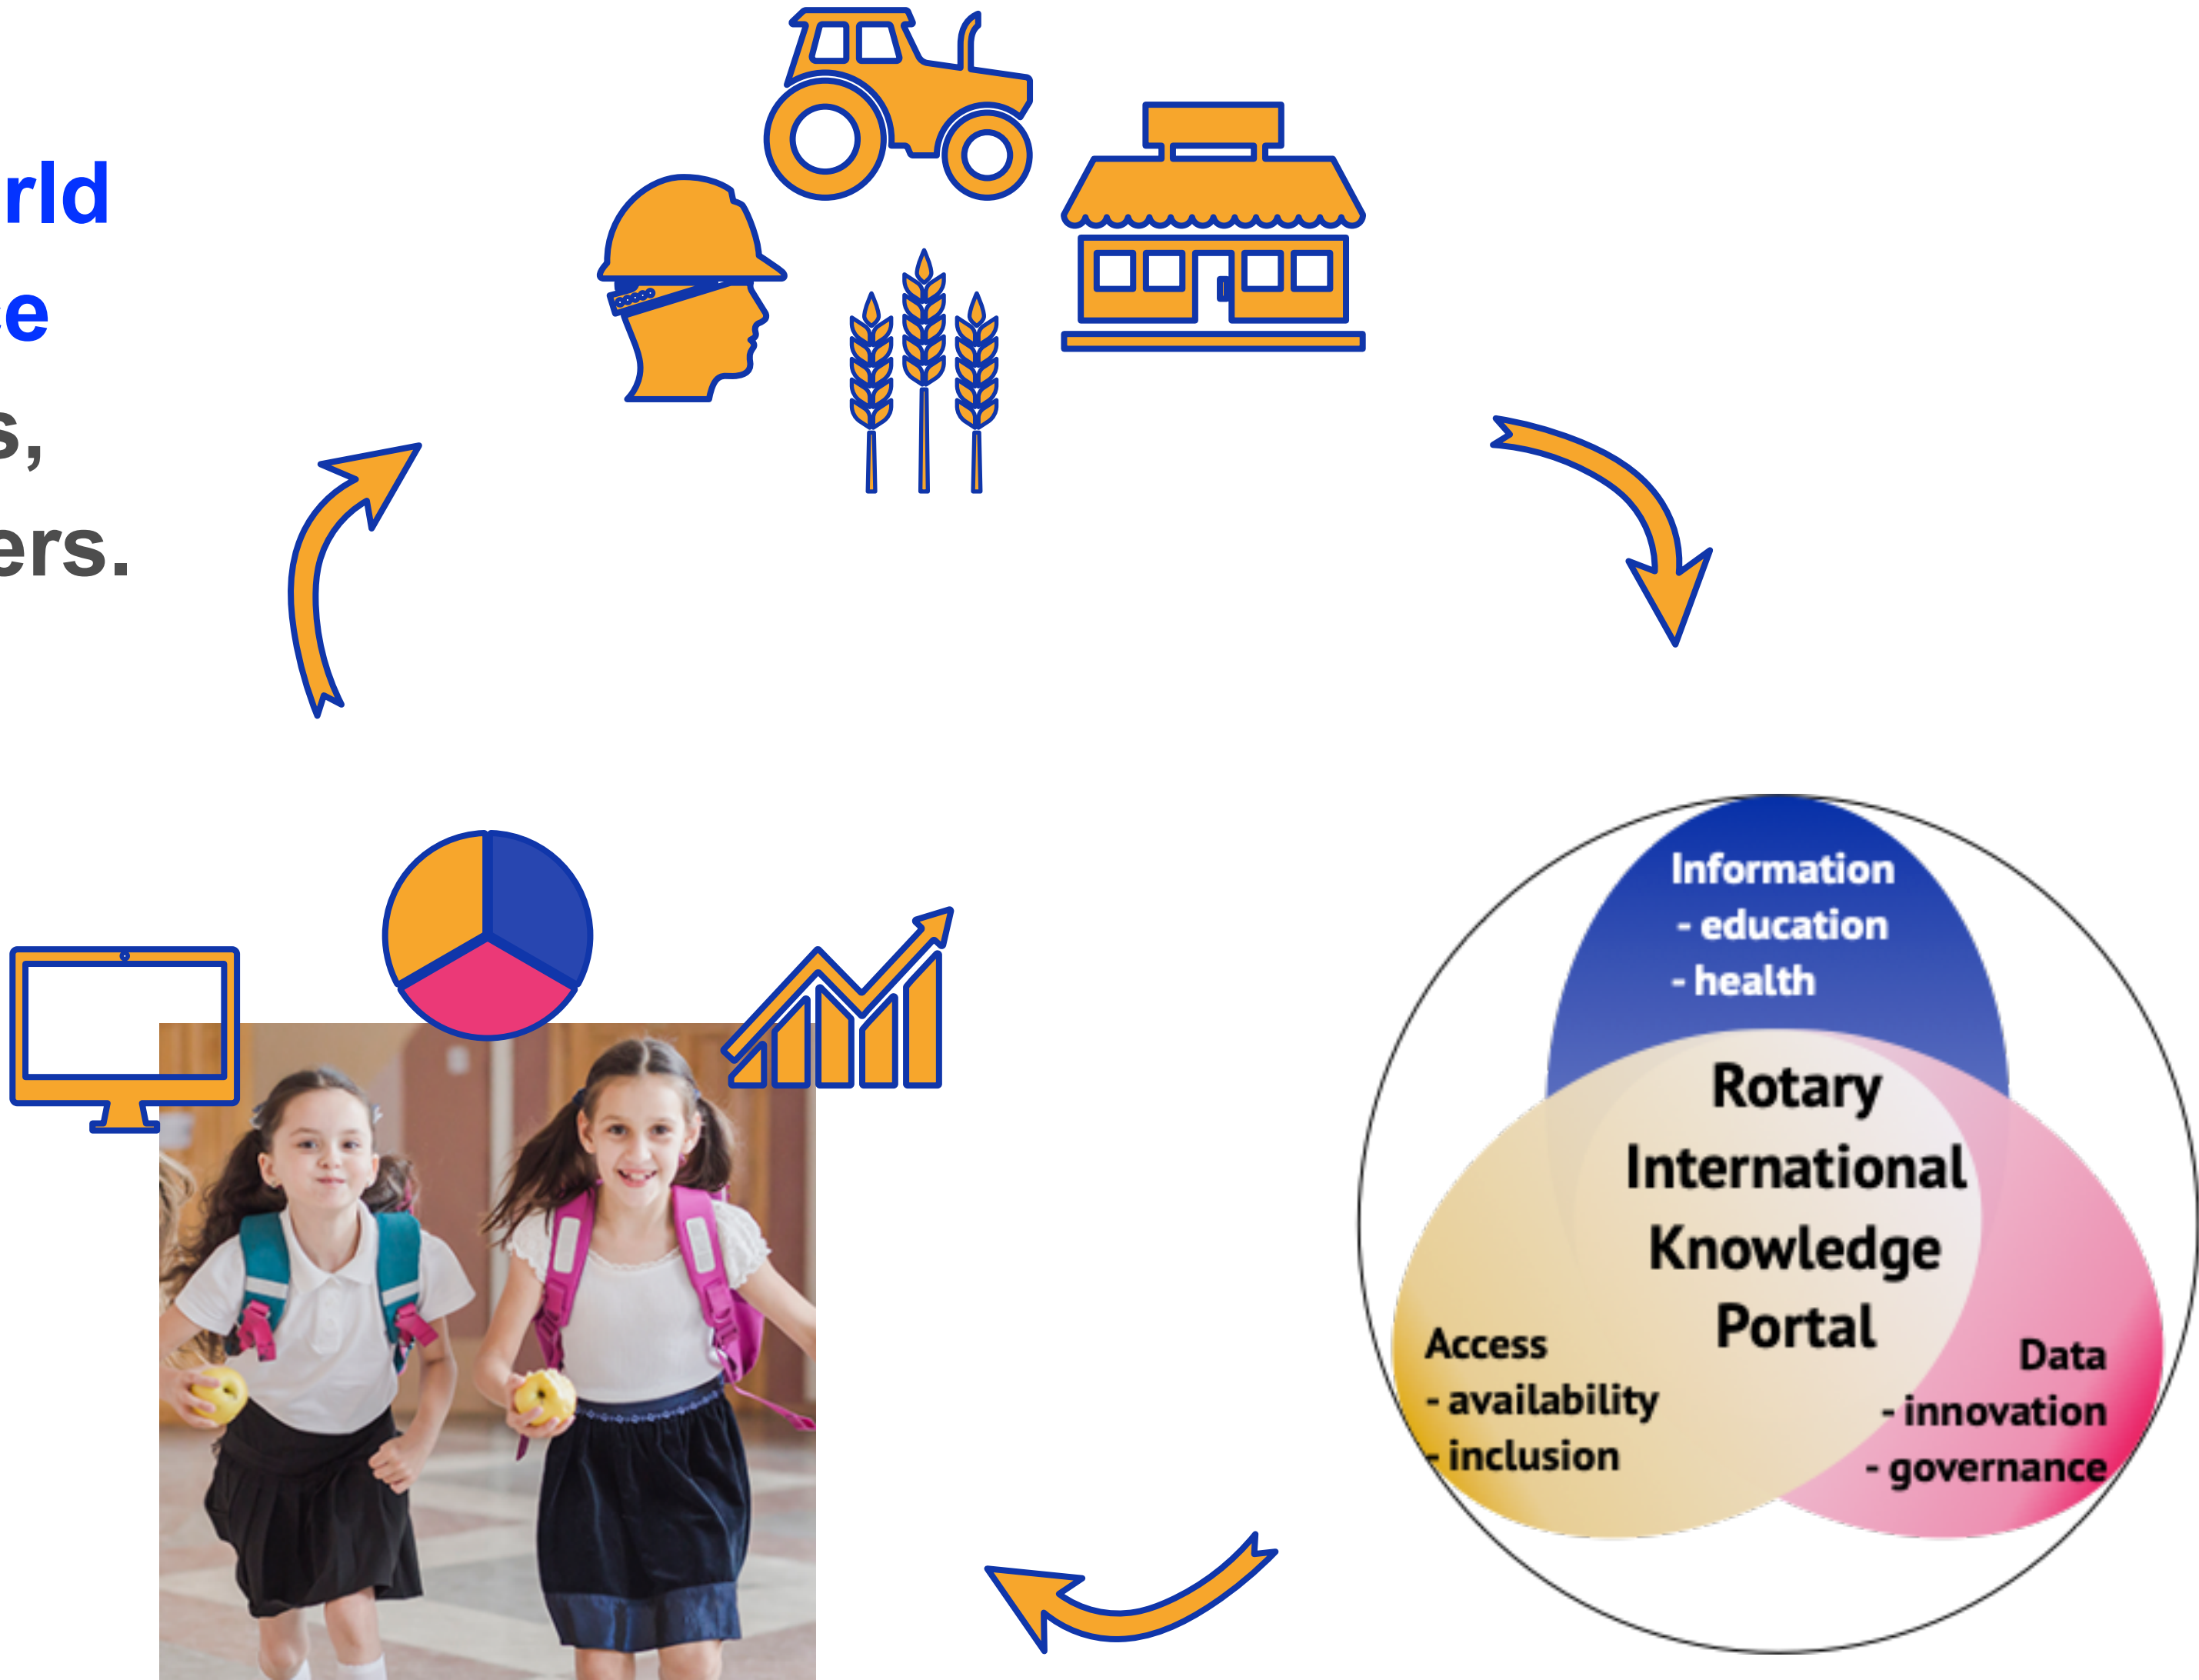 rld
e
s,
ers.
Information
- education
- health
Rotary
International
Knowledge
Portal
Access
- availability
- inclusion
Data
- innovation
- governance